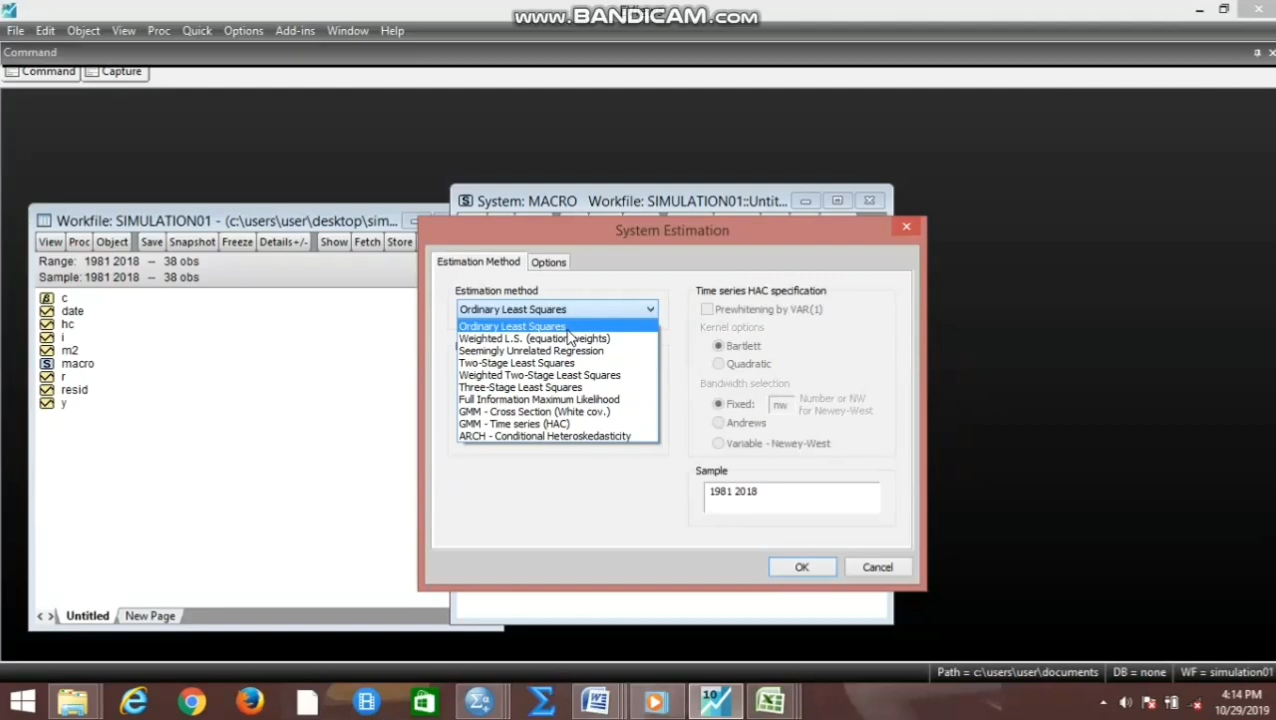 www.BANDICAM.com
File Edit Object View Proc Quick Options Add-ins Window Help
Command
Command Capture
System: MACRO Workfile: SIMULATION01::Untit...
Workfile: SIMULATION01 - (c:\users\user\desktop\sim...
View Proc Object Save Snapshot Freeze Details+/- Show Fetch Store
Range: 1981 2018 -- 38 obs
Sample: 1981 2018 -- 38 obs
c
date
hc
i
m2
macro
r
resid
y
Untitled New Page
System Estimation
Estimation Method Options
Estimation method
Ordinary Least Squares
Ordinary Least Squares
Weighted L.S. (equation weights)
Seemingly Unrelated Regression
Two-Stage Least Squares
Weighted Two-Stage Least Squares
Three-Stage Least Squares
Full Information Maximum Likelihood
GMM - Cross Section (White cov.)
GMM - Time series (HAC)
ARCH - Conditional Heteroskedasticity
Time series HAC specification
Prewhitening by VAR(1)
Kernel options
Bartlett
Quadratic
Bandwidth selection
Fixed: nw Number or NW
for Newey-West
Andrews
Variable - Newey-West
Sample
1981 2018
OK Cancel
Path = c:\users\user\documents DB = none WF = simulation01
10
4:14 PM
10/29/2019